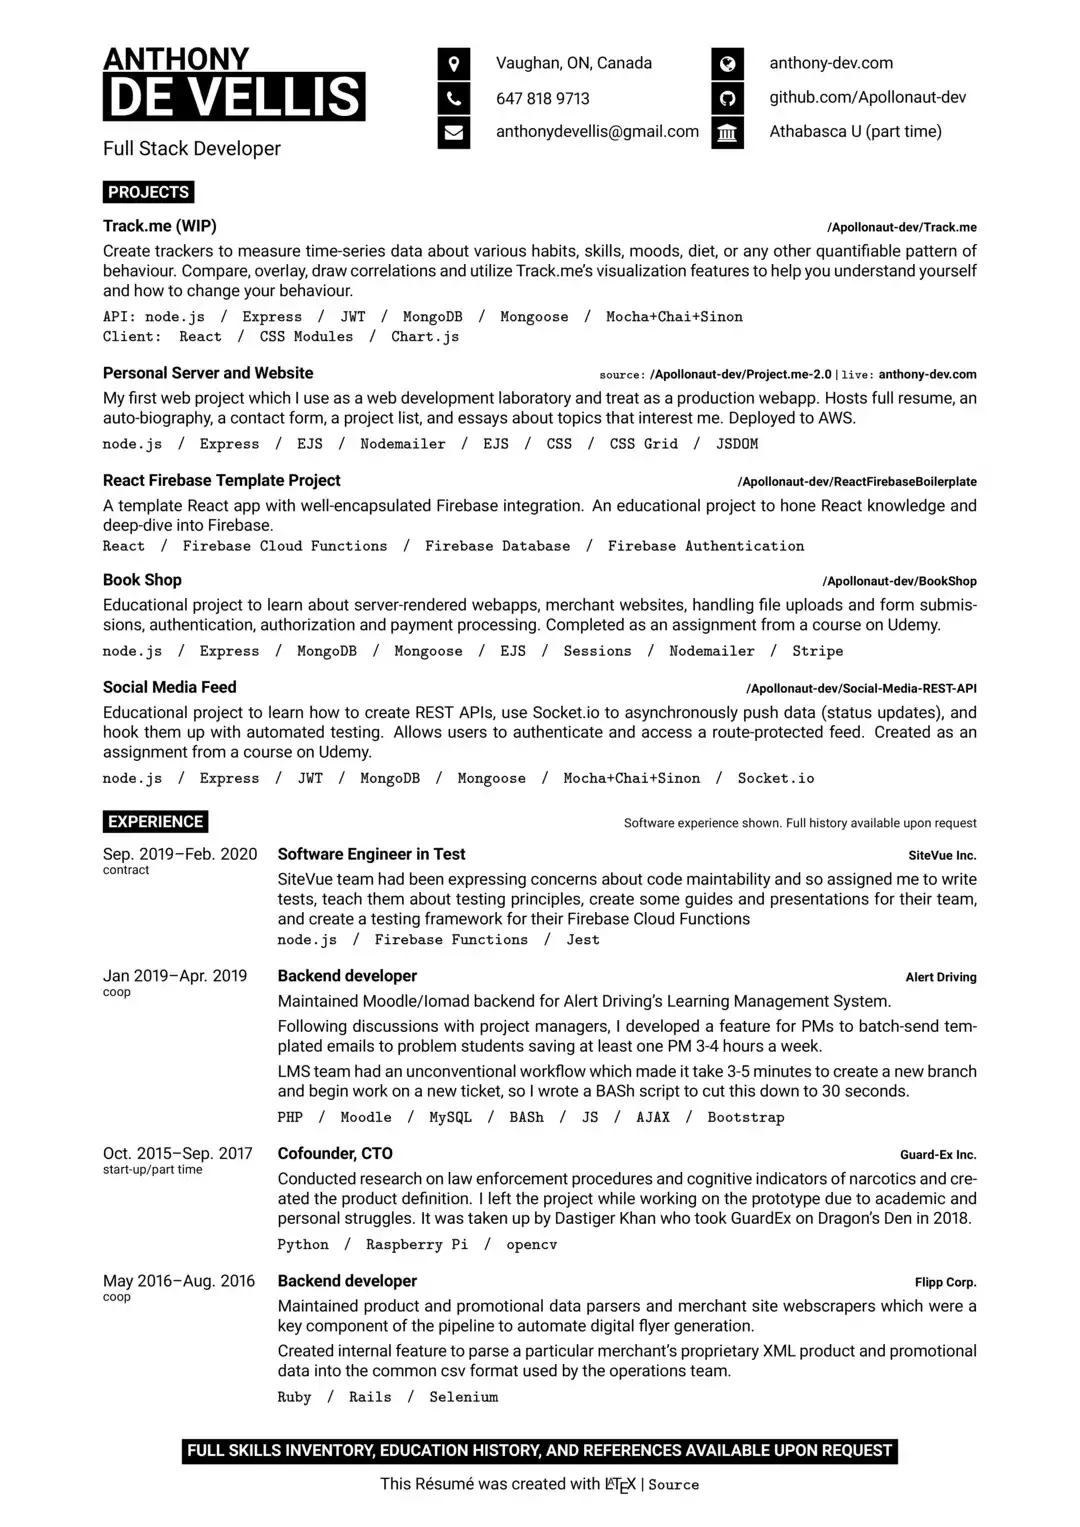 ANTHONY
DE VELLIS
Full Stack Developer
Vaughan, ON, Canada
647 818 9713
anthonydevellis@gmail.com
anthony-dev.com
github.com/Apollonaut-dev
Athabasca U (part time)
PROJECTS
Track.me (WIP) /Apollonaut-dev/Track.me
Create trackers to measure time-series data about various habits, skills, moods, diet, or any other quantifiable pattern of
behaviour. Compare, overlay, draw correlations and utilize Track.me's visualization features to help you understand yourself
and how to change your behaviour.
API: node.js / Express / JWT / MongoDB / Mongoose / Mocha+Chai+Sinon
Client: React / CSS Modules / Chart.js
Personal Server and Website source: /Apollonaut-dev/Project.me-2.0 | live: anthony-dev.com
My first web project which I use as a web development laboratory and treat as a production webapp. Hosts full resume, an
auto-biography, a contact form, a project list, and essays about topics that interest me. Deployed to AWS.
node.js / Express / EJS / Nodemailer / EJS / CSS / CSS Grid / JSDOM
React Firebase Template Project /Apollonaut-dev/ReactFirebaseBoilerplate
A template React app with well-encapsulated Firebase integration. An educational project to hone React knowledge and
deep-dive into Firebase.
React / Firebase Cloud Functions / Firebase Database / Firebase Authentication
Book Shop /Apollonaut-dev/BookShop
Educational project to learn about server-rendered webapps, merchant websites, handling file uploads and form submis-
sions, authentication, authorization and payment processing. Completed as an assignment from a course on Udemy.
node.js / Express / MongoDB / Mongoose / EJS / Sessions / Nodemailer / Stripe
Social Media Feed /Apollonaut-dev/Social-Media-REST-API
Educational project to learn how to create REST APIs, use Socket.io to asynchronously push data (status updates), and
hook them up with automated testing. Allows users to authenticate and access a route-protected feed. Created as an
assignment from a course on Udemy.
node.js / Express / JWT / MongoDB / Mongoose / Mocha+Chai+Sinon / Socket.io
EXPERIENCE Software experience shown. Full history available upon request
Sep. 2019–Feb. 2020 Software Engineer in Test SiteVue Inc.
contract
SiteVue team had been expressing concerns about code maintability and so assigned me to write
tests, teach them about testing principles, create some guides and presentations for their team,
and create a testing framework for their Firebase Cloud Functions
node.js / Firebase Functions / Jest
Jan 2019–Apr. 2019 Backend developer Alert Driving
coop
Maintained Moodle/Iomad backend for Alert Driving's Learning Management System.
Following discussions with project managers, I developed a feature for PMs to batch-send tem-
plated emails to problem students saving at least one PM 3-4 hours a week.
LMS team had an unconventional workflow which made it take 3-5 minutes to create a new branch
and begin work on a new ticket, so I wrote a BASh script to cut this down to 30 seconds.
PHP / Moodle / MySQL / BASh / JS / AJAX / Bootstrap
Oct. 2015–Sep. 2017 Cofounder, CTO Guard-Ex Inc.
start-up/part time
Conducted research on law enforcement procedures and cognitive indicators of narcotics and cre-
ated the product definition. I left the project while working on the prototype due to academic and
personal struggles. It was taken up by Dastiger Khan who took GuardEx on Dragon's Den in 2018.
Python / Raspberry Pi / opencv
May 2016–Aug. 2016 Backend developer Flipp Corp.
coop
Maintained product and promotional data parsers and merchant site webscrapers which were a
key component of the pipeline to automate digital flyer generation.
Created internal feature to parse a particular merchant's proprietary XML product and promotional
data into the common csv format used by the operations team.
Ruby / Rails / Selenium
FULL SKILLS INVENTORY, EDUCATION HISTORY, AND REFERENCES AVAILABLE UPON REQUEST
This Résumé was created with LATEX | Source